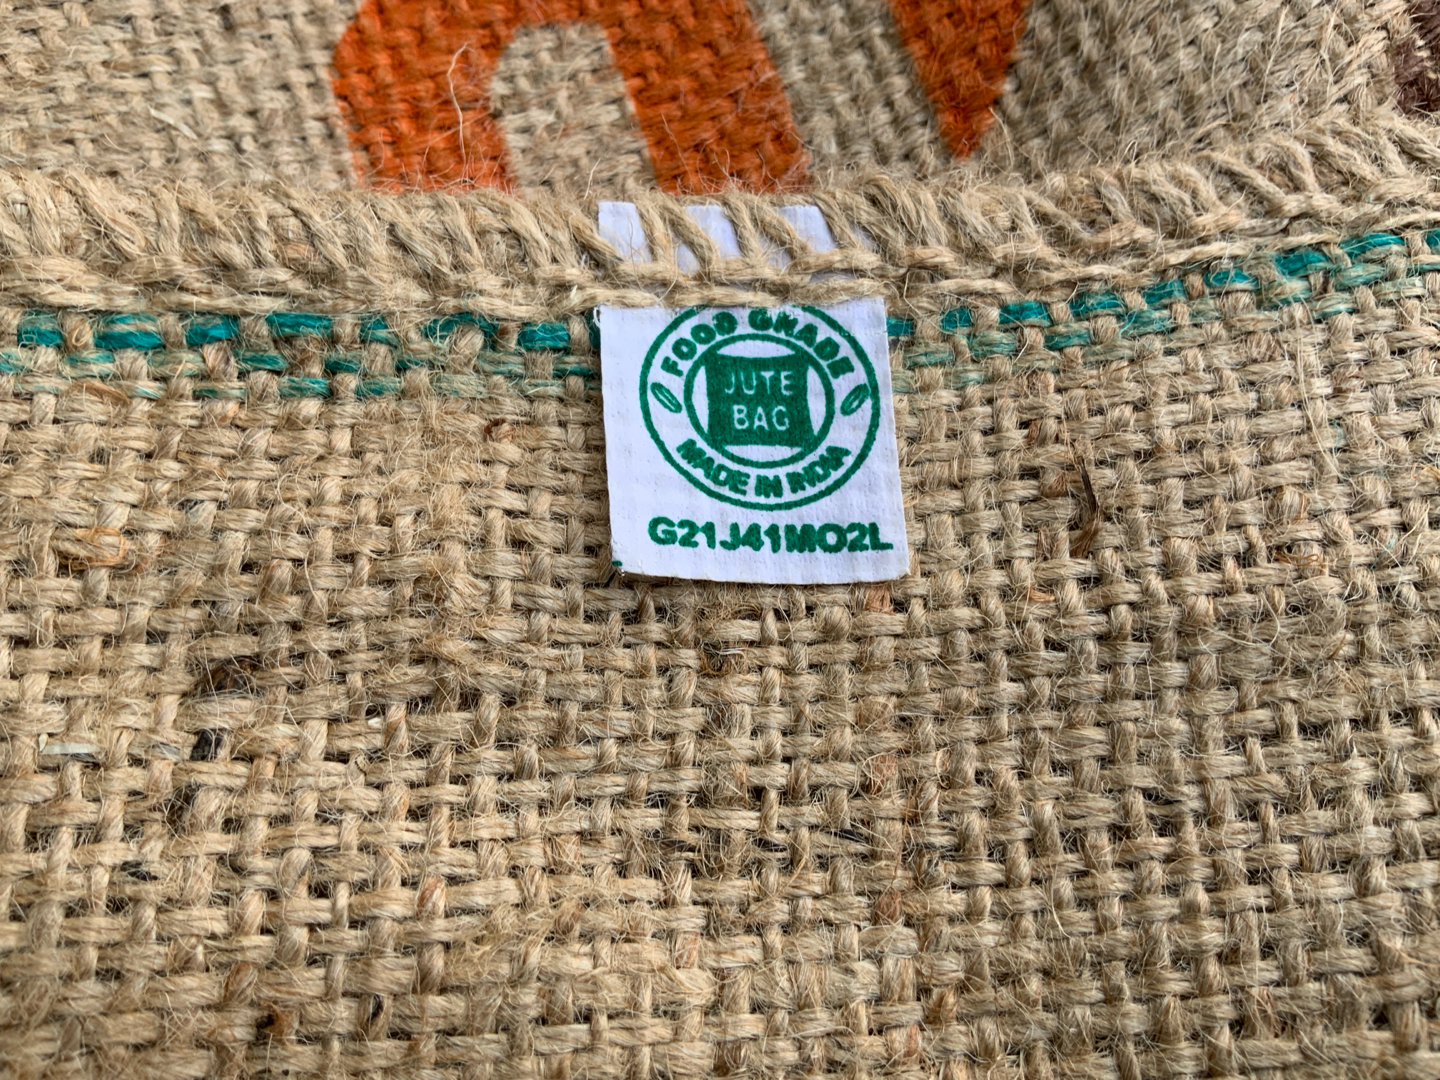 FOOD GRADE
JUTE
BAG
MADE IN INDIA
G21J41MO2L